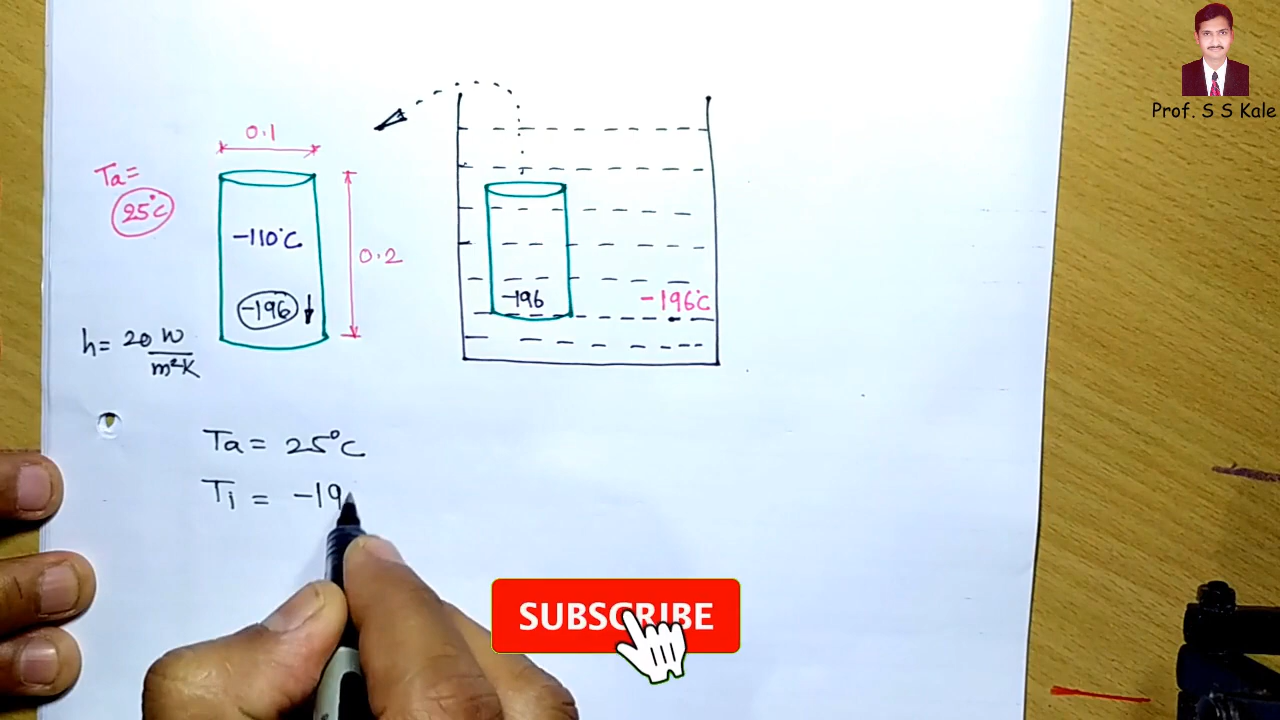 Prof. S S Kale
0.1
Ta =
25°C
-110°C
0.2
-196
-196
-196°C
h = 20 W
m²K
Ta = 25°C
Ti = -19
SUBSCRIBE